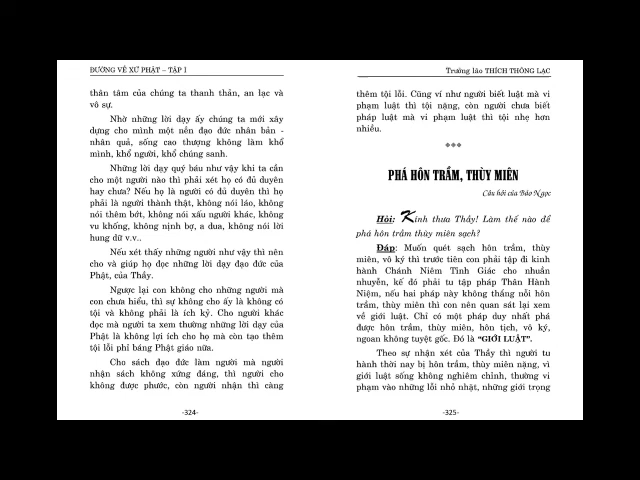 ĐƯỜNG VỀ XỨ PHẬT – TẬP I
thân tâm của chúng ta thanh thản, an lạc và
vô sự.
Nhờ những lời dạy ấy chúng ta mới xây
dựng cho mình một nền đạo đức nhân bản -
nhân quả, sống cao thượng không làm khổ
mình, khổ người, khổ chúng sanh.
Những lời dạy quý báu như vậy khi ta cần
cho một người nào thì phải xét họ có đủ duyên
hay chưa? Nếu họ là người có đủ duyên thì họ
phải là người thành thật, không nói láo, không
nói thêm bớt, không nói xấu người khác, không
vu khống, không nịnh bợ, a dua, không nói lời
hung dữ v.v..
Nếu xét thấy những người như vậy thì nên
cho và giúp họ đọc những lời dạy đạo đức của
Phật, của Thầy.
Ngược lại con không cho những người mà
con chưa hiểu, thì sự không cho ấy là không có
tội và không phải là ích kỷ. Cho người khác
đọc mà người ta xem thường những lời dạy của
Phật là không lợi ích cho họ mà còn tạo thêm
tội lỗi phỉ báng Phật giáo nữa.
Cho sách đạo đức làm người mà người
nhận sách không xứng đáng, thì người cho
không được phước, còn người nhận thì càng
-324-
Trưởng lão THÍCH THÔNG LẠC
thêm tội lỗi. Cũng ví như người biết luật mà vi
phạm luật thì tội nặng, còn người chưa biết
pháp luật mà vi phạm luật thì tội nhẹ hơn
nhiều.
***
PHÁ HÔN TRẦM, THÙY MIÊN
Câu hỏi của Bảo Ngọc
Hỏi: Kính thưa Thầy! Làm thế nào để
phá hôn trầm thùy miên sạch?
Đáp: Muốn quét sạch hôn trầm, thùy
miên, vô ký thì trước tiên con phải tập đi kinh
hành Chánh Niệm Tỉnh Giác cho nhuần
nhuyễn, kế đó phải tu tập pháp Thân Hành
Niệm, nếu hai pháp này không thắng nỗi hôn
trầm, thùy miên thì con nên quan sát lại xem
về giới luật. Chỉ có một pháp duy nhất phá
được hôn trầm, thùy miên, hôn tịch, vô ký,
ngoan không tuyệt gốc. Đó là “GIỚI LUẬT”.
Theo sự nhận xét của Thầy thì người tu
hành thời nay bị hôn trầm, thùy miên nặng, vì
giới luật sống không nghiêm chỉnh, thường vi
phạm vào những lỗi nhỏ nhặt, những giới trọng
-325-